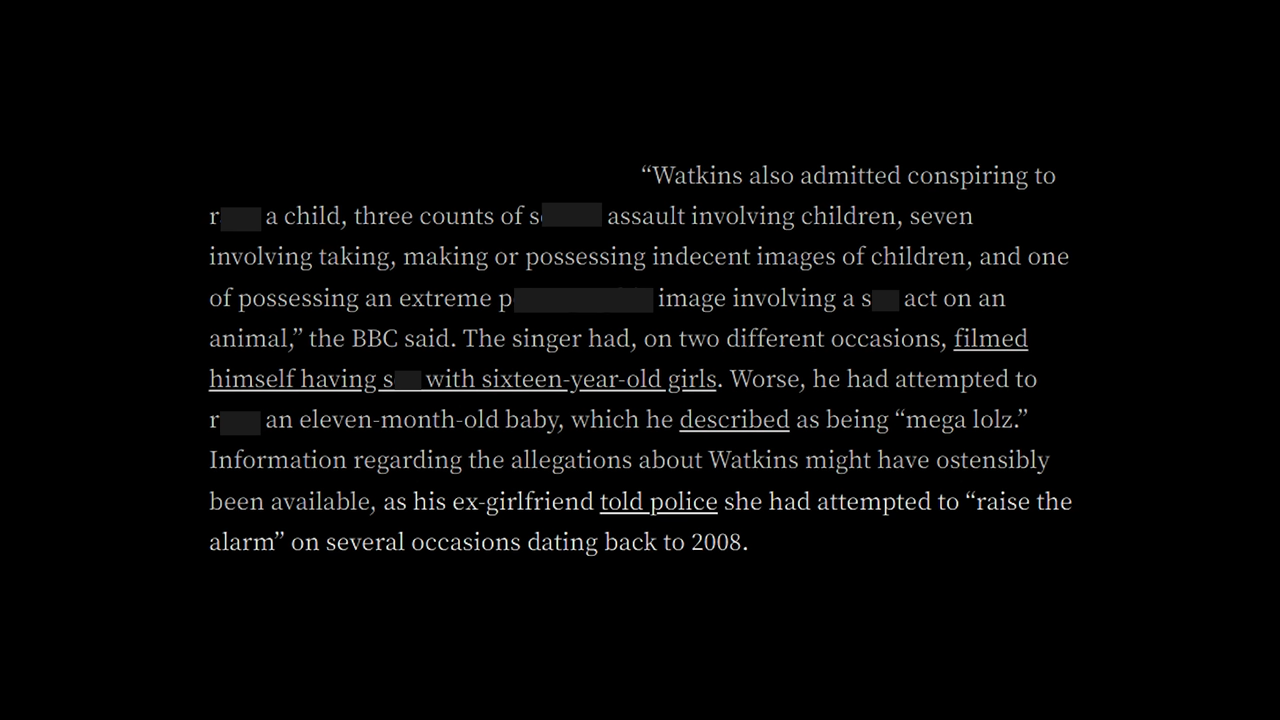 “Watkins also admitted conspiring to
r a child, three counts of s assault involving children, seven
involving taking, making or possessing indecent images of children, and one
of possessing an extreme p image involving a s act on an
animal,” the BBC said. The singer had, on two different occasions, filmed
himself having s with sixteen-year-old girls. Worse, he had attempted to
r an eleven-month-old baby, which he described as being “mega lolz.”
Information regarding the allegations about Watkins might have ostensibly
been available, as his ex-girlfriend told police she had attempted to “raise the
alarm” on several occasions dating back to 2008.